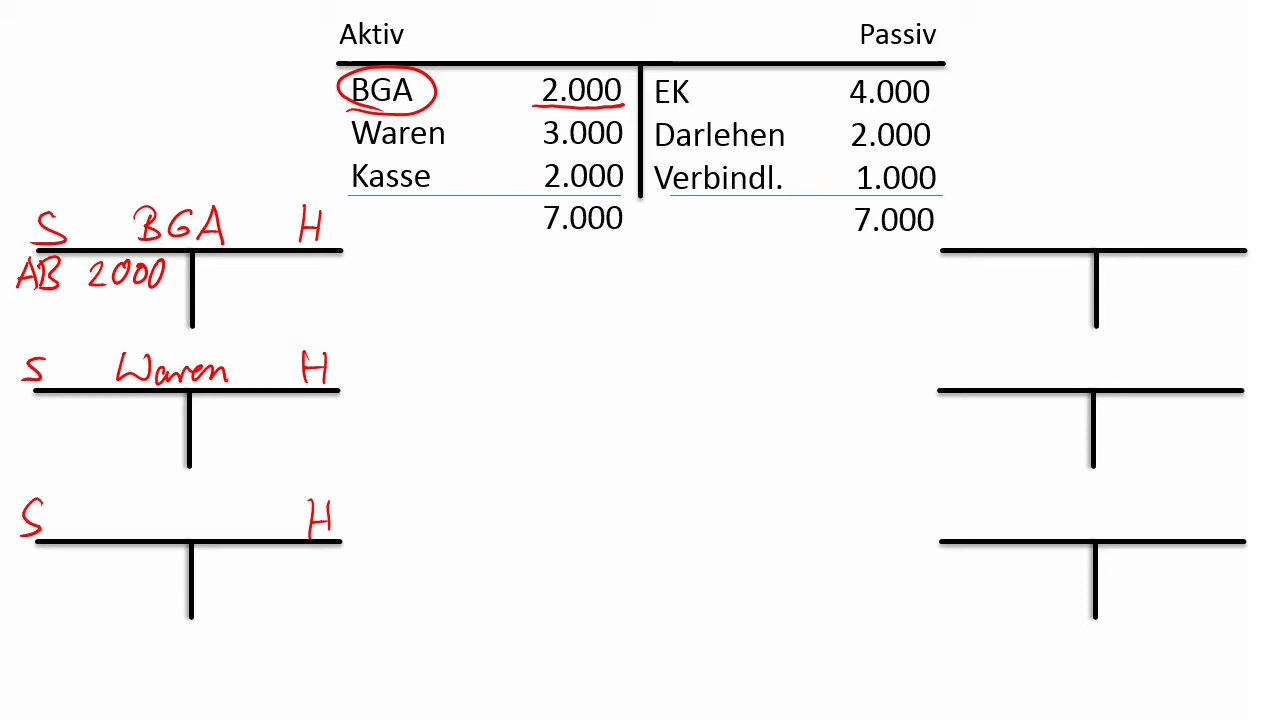 Aktiv Passiv
BGA 2.000 EK 4.000
Waren 3.000 Darlehen 2.000
Kasse 2.000 Verbindl. 1.000
7.000 7.000
S BGA H
AB 2000
S Waren H
S H